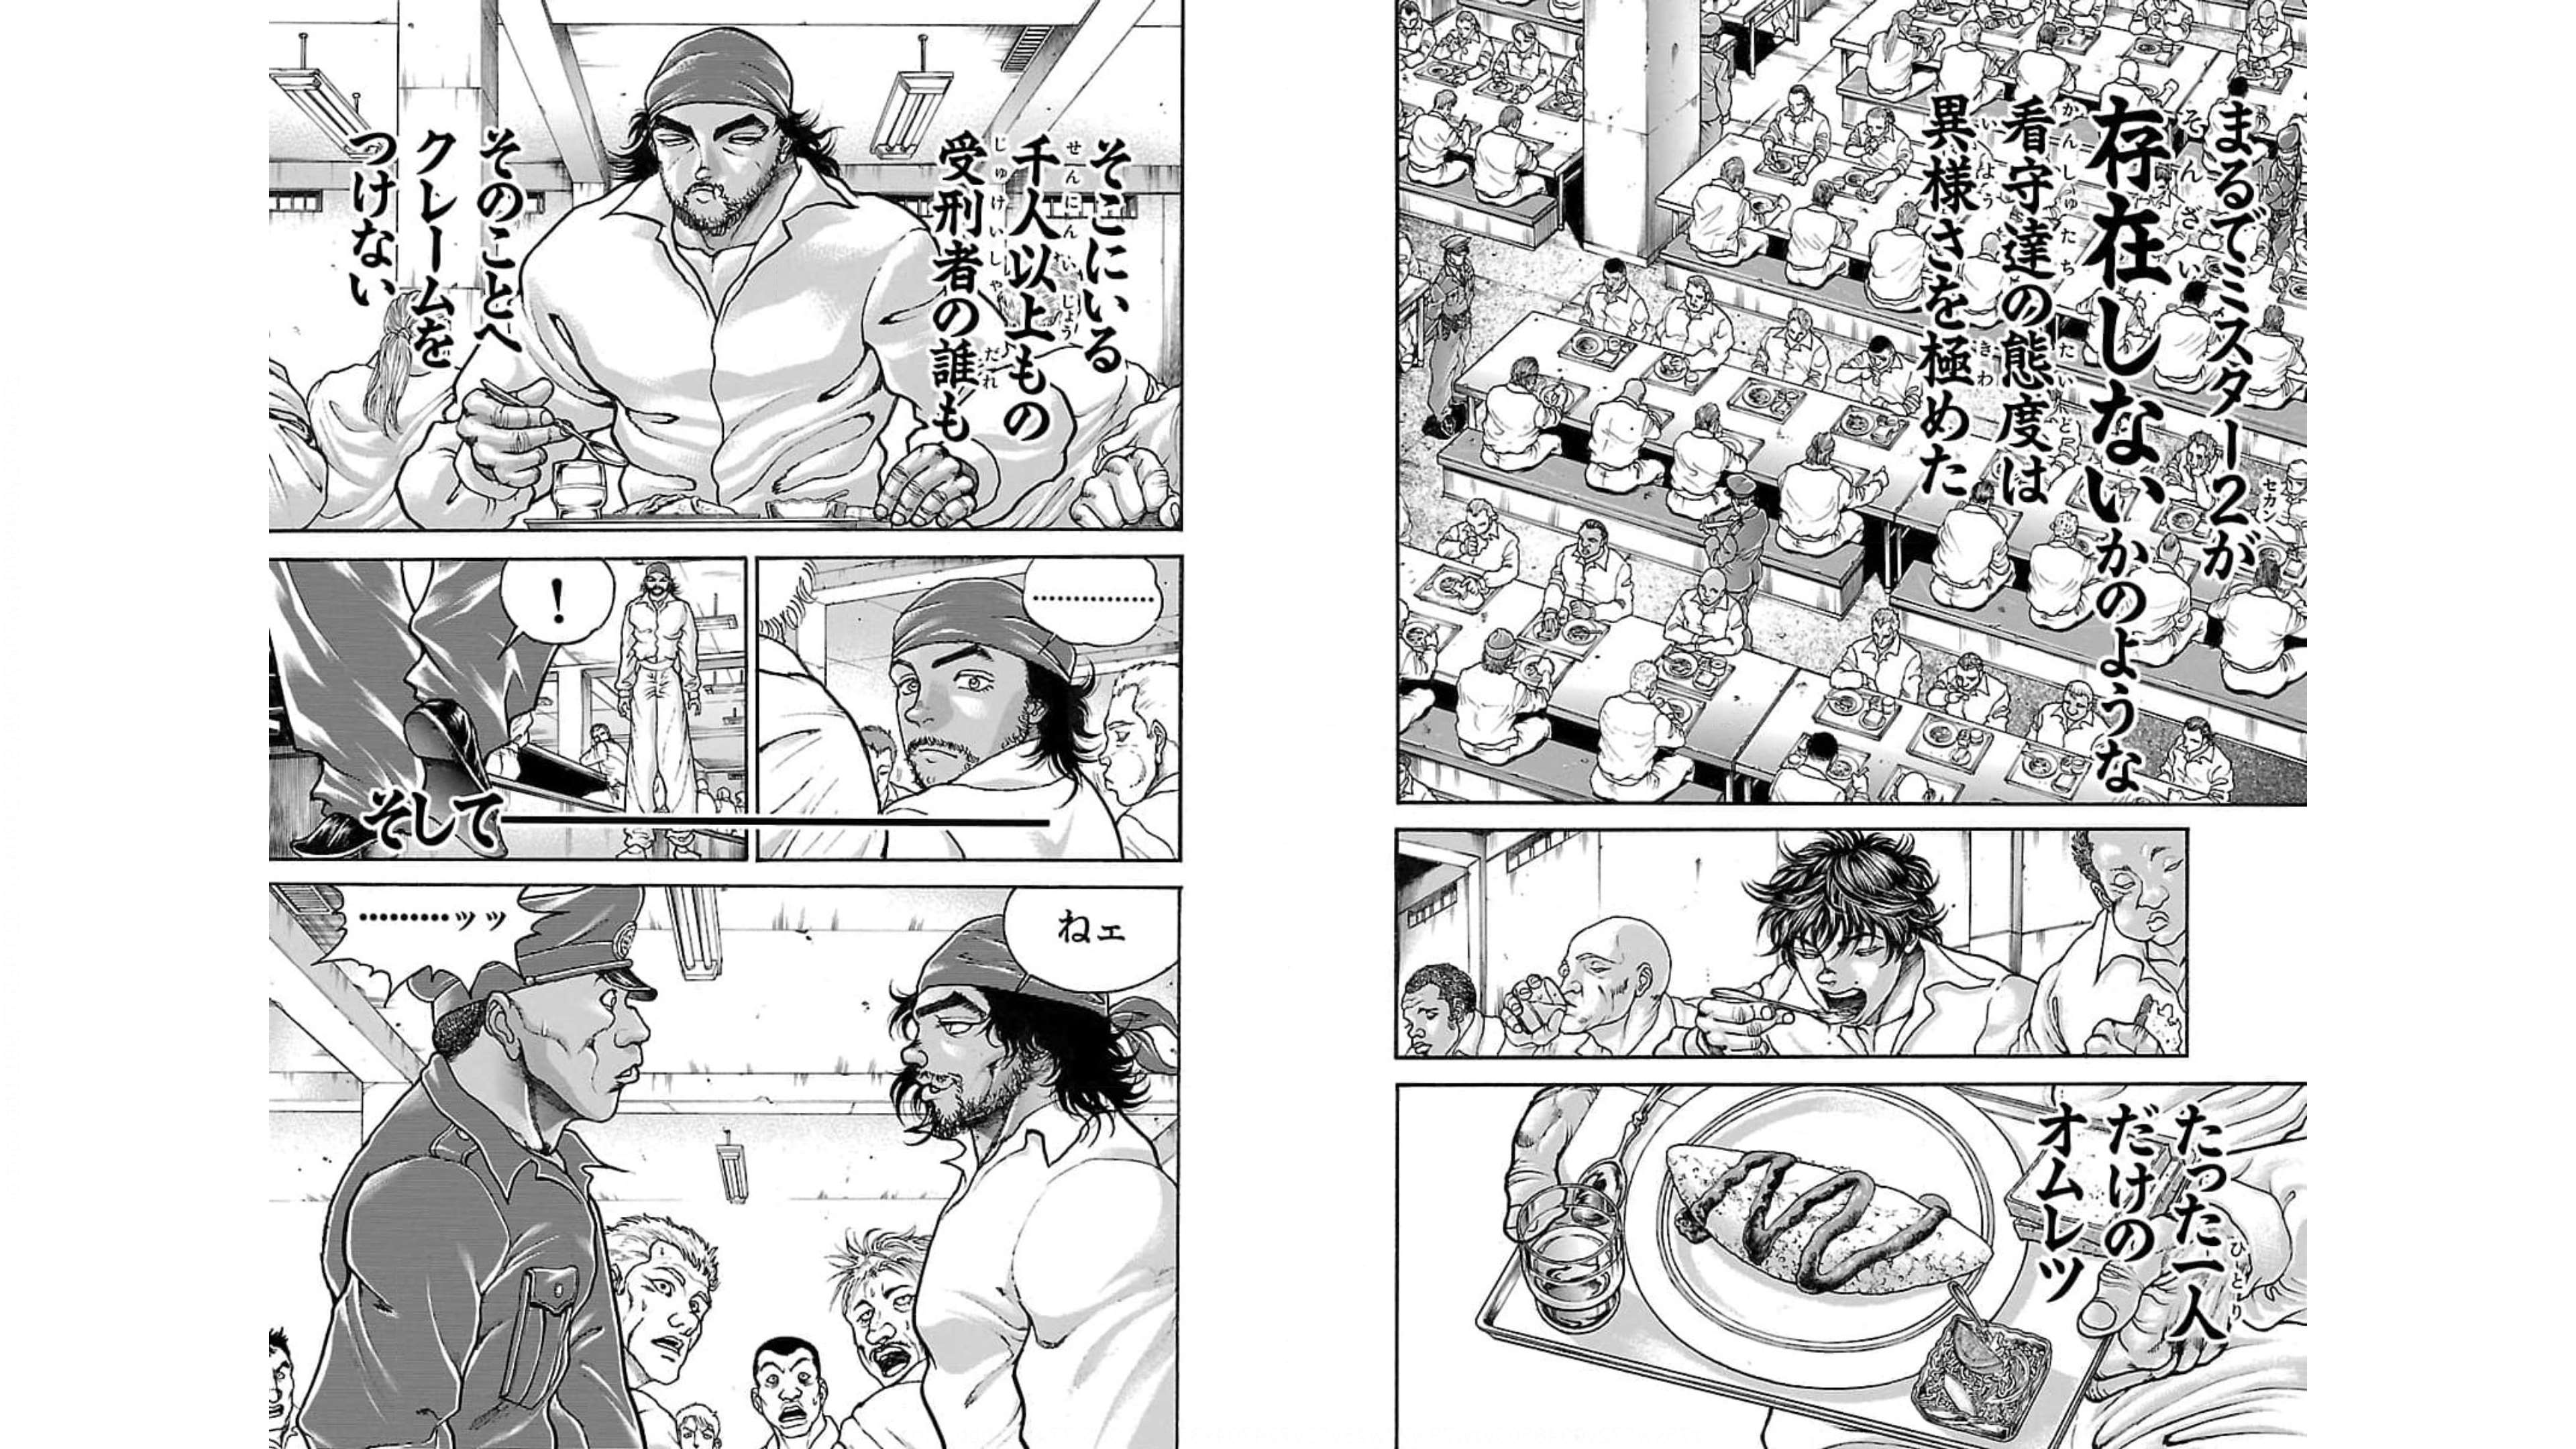 まるでミスター2が
存在しないかのような
看守達の態度は
異様さを極めた
たった一人
だけの
オムレツ
そこにいる
千人以上もの
受刑者の誰も
そのことへ
クレームを
つけない
……………
!
そして――
ねェ
………ッッ